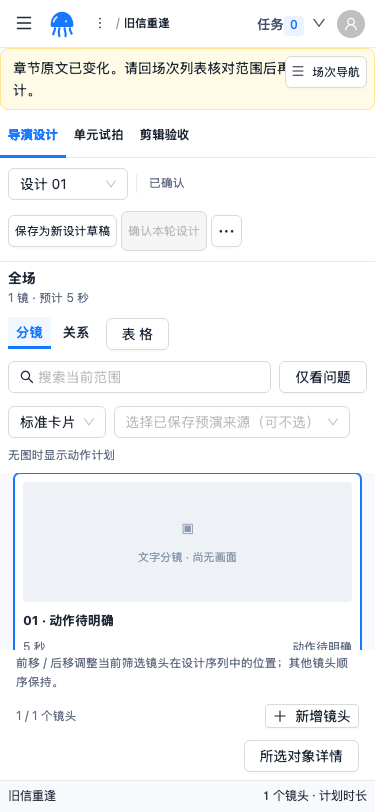 / 旧信重逢
任务 0
章节原文已变化。请回场次列表核对范围后再
计。
场次导航
导演设计 单元试拍 剪辑验收
设计 01 已确认
保存为新设计草稿 确认本轮设计 ···
全场
1 镜 · 预计 5 秒
分镜 关系 表 格
搜索当前范围 仅看问题
标准卡片 选择已保存预演来源（可不选）
无图时显示动作计划
文字分镜 · 尚无画面
01 · 动作待明确
5 秒 动作待明确
前移 / 后移调整当前筛选镜头在设计序列中的位置；其他镜头顺
序保持。
1 / 1 个镜头 新增镜头
所选对象详情
旧信重逢 1 个镜头 · 计划时长